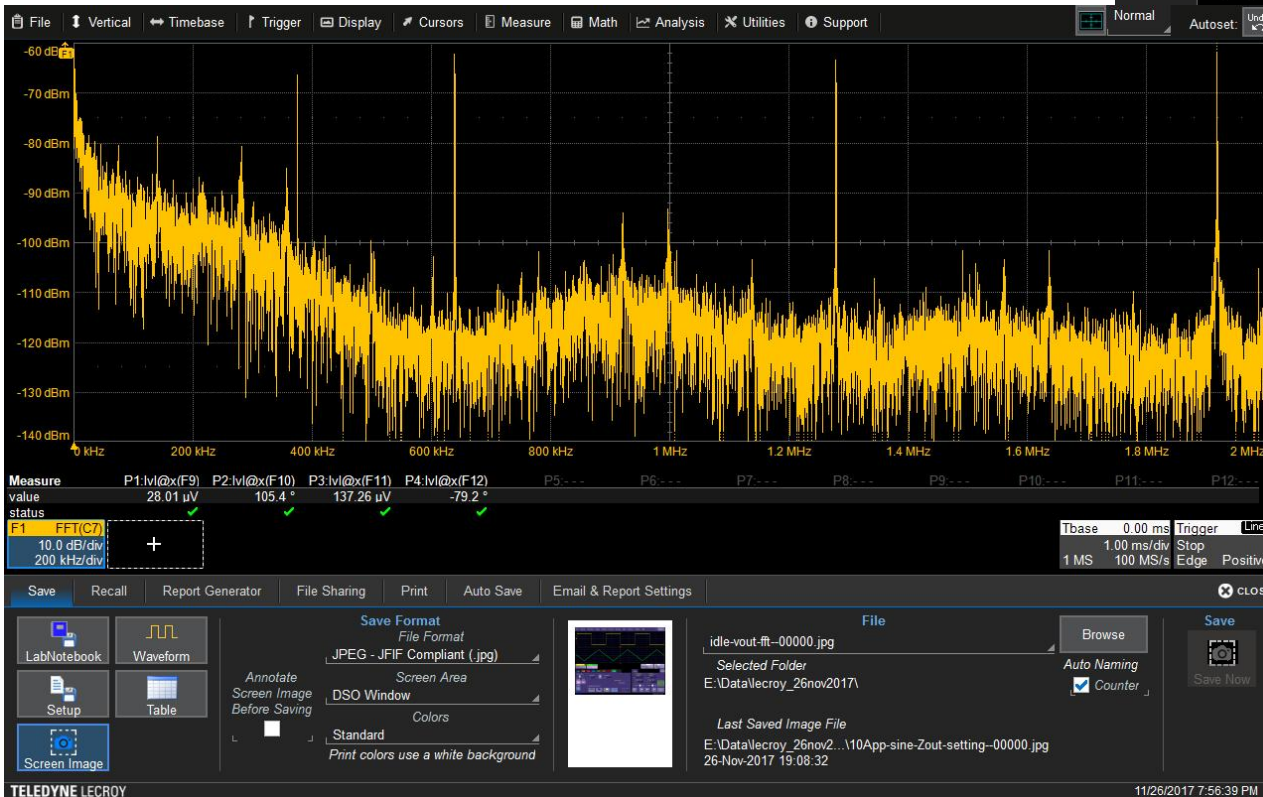 File Vertical Timebase Trigger Display Cursors Measure Math Analysis Utilities Support Normal Autoset: Und
-60 dB F1
-70 dBm
-80 dBm
-90 dBm
-100 dBm
-110 dBm
-120 dBm
-130 dBm
-140 dBm
0 kHz 200 kHz 400 kHz 600 kHz 800 kHz 1 MHz 1.2 MHz 1.4 MHz 1.6 MHz 1.8 MHz 2 MHz
Measure P1:lvl@x(F9) P2:lvl@x(F10) P3:lvl@x(F11) P4:lvl@x(F12) P5:- - - P6:- - - P7:- - - P8:- - - P9:- - - P10:- - - P11:- - - P12:- - -
value 28.01 µV 105.4 ° 137.26 µV -79.2 °
status
F1 FFT(C7)
10.0 dB/div
200 kHz/div
+
Tbase 0.00 ms
1.00 ms/div
1 MS 100 MS/s
Trigger Line
Stop
Edge Positive
Save Recall Report Generator File Sharing Print Auto Save Email & Report Settings CLOS
LabNotebook
Waveform
Setup
Table
Screen Image
Annotate
Screen Image
Before Saving
Save Format
File Format
JPEG - JFIF Compliant (.jpg)
Screen Area
DSO Window
Colors
Standard
Print colors use a white background
File
idle-vout-fft--00000.jpg
Selected Folder
E:\Data\lecroy_26nov2017\
Last Saved Image File
E:\Data\lecroy_26nov2...\10App-sine-Zout-setting--00000.jpg
26-Nov-2017 19:08:32
Browse
Auto Naming
Counter
Save
Save Now
TELEDYNE LECROY
11/26/2017 7:56:39 PM